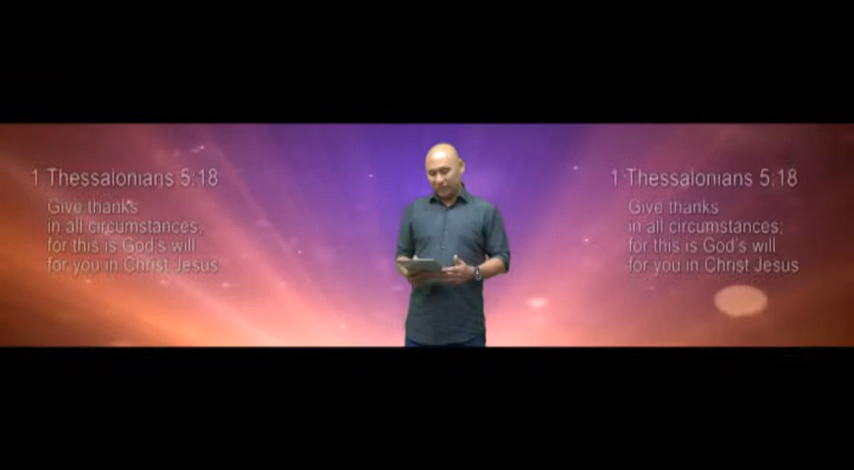 1 Thessalonians 5:18
Give thanks
in all circumstances;
for this is God's will
for you in Christ Jesus
1 Thessalonians 5:18
Give thanks
in all circumstances;
for this is God's will
for you in Christ Jesus